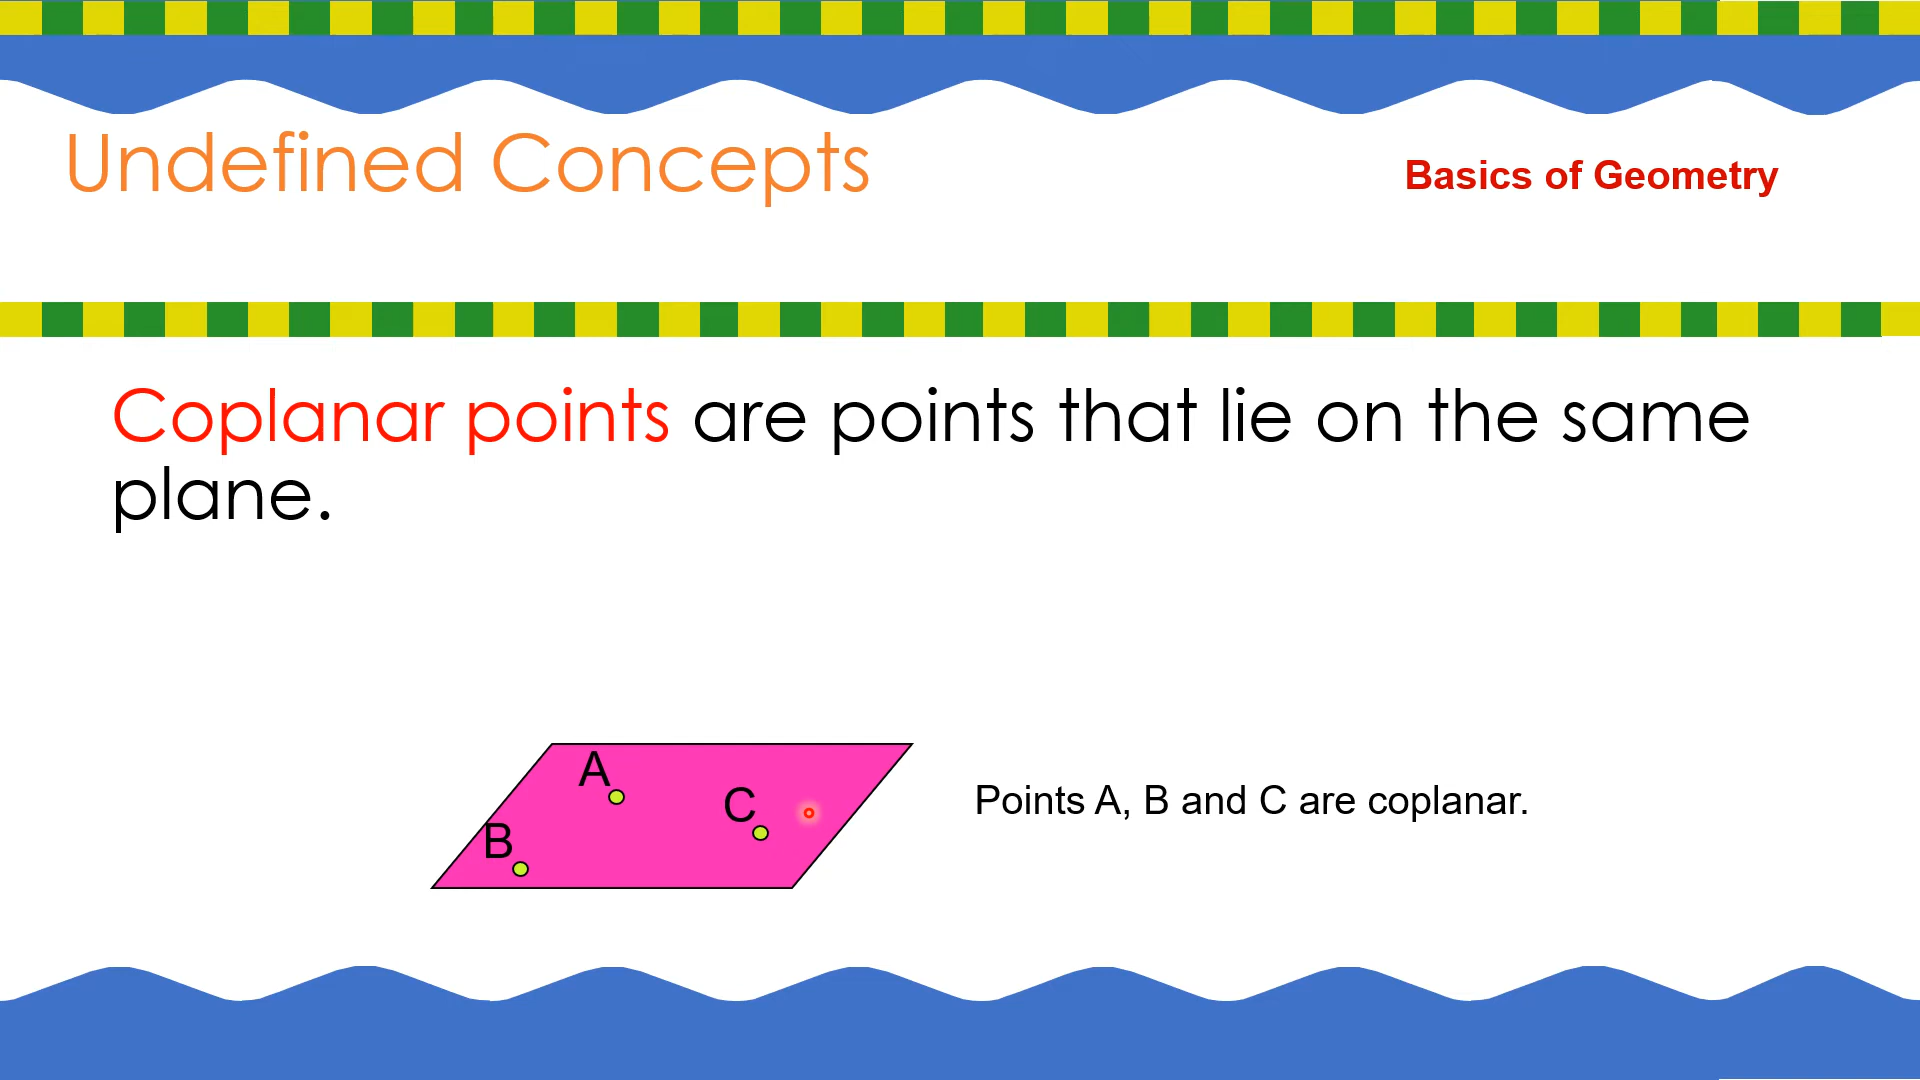 Undefined Concepts
Basics of Geometry
Coplanar points are points that lie on the same
plane.
A
C
B
Points A, B and C are coplanar.